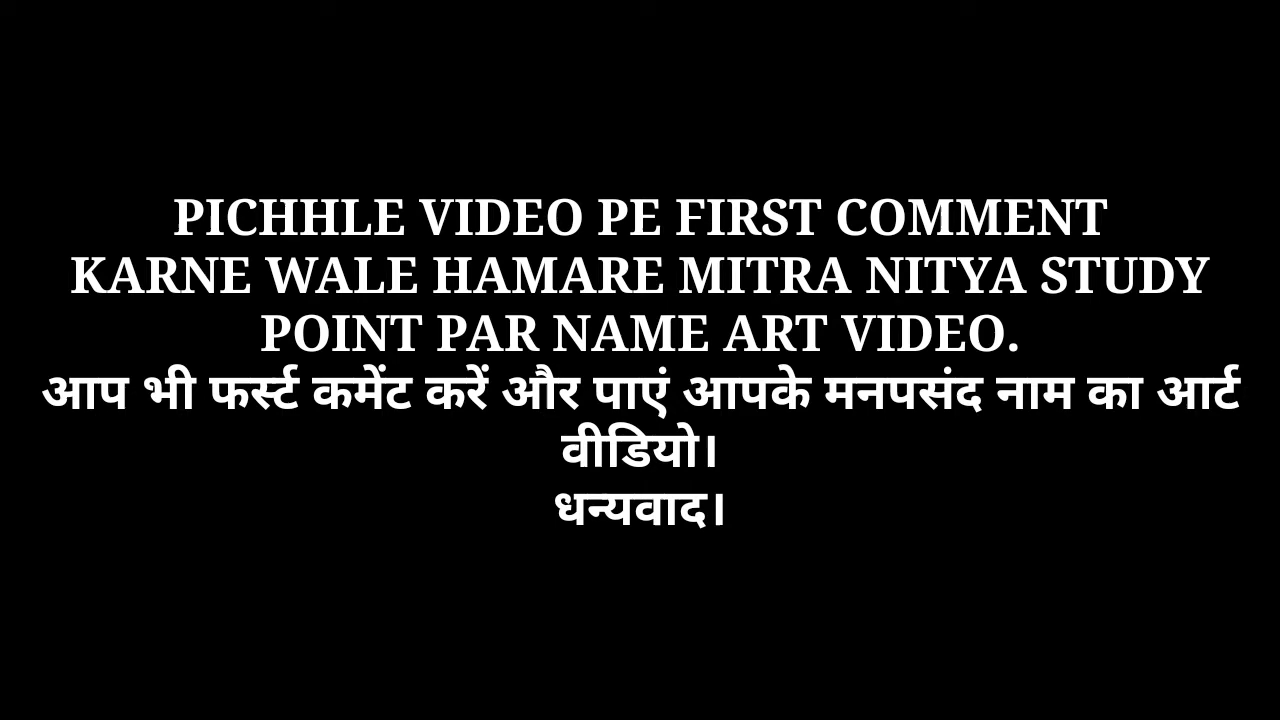 PICHHLE VIDEO PE FIRST COMMENT
KARNE WALE HAMARE MITRA NITYA STUDY
POINT PAR NAME ART VIDEO.
आप भी फर्स्ट कमेंट करें और पाएं आपके मनपसंद नाम का आर्ट
वीडियो।
धन्यवाद।